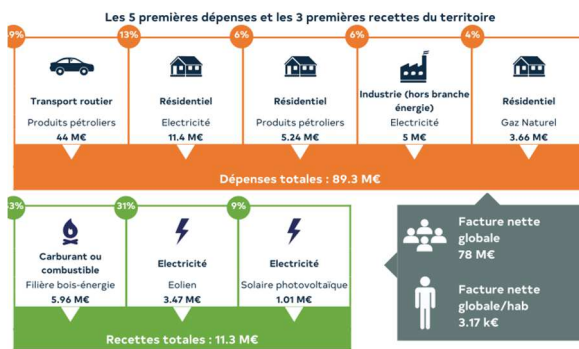 Les 5 premières dépenses et les 3 premières recettes du territoire
9%
13%
6%
6%
4%
Transport routier
Produits pétroliers
44 M€
Résidentiel
Electricité
11.4 M€
Résidentiel
Produits pétroliers
5.24 M€
Industrie (hors branche
énergie)
Electricité
5 M€
Résidentiel
Gaz Naturel
3.66 M€
Dépenses totales : 89.3 M€
3%
31%
9%
Carburant ou
combustible
Filière bois-énergie
5.96 M€
Electricité
Eolien
3.47 M€
Electricité
Solaire photovoltaïque
1.01 M€
Recettes totales : 11.3 M€
Facture nette
globale
78 M€
Facture nette
globale/hab
3.17 k€